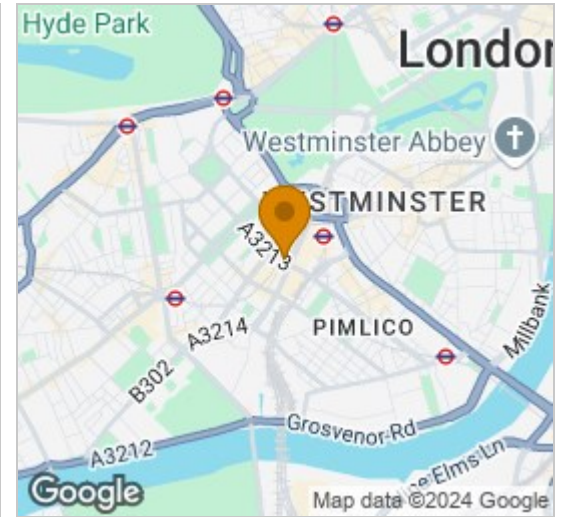 Hyde Park
London
Westminster Abbey
STMINSTER
A3213
PIMLICO
A3214
Millbank
B302
Grosvenor Rd
A3212
e Elms Ln
Google
Map data ©2024 Google